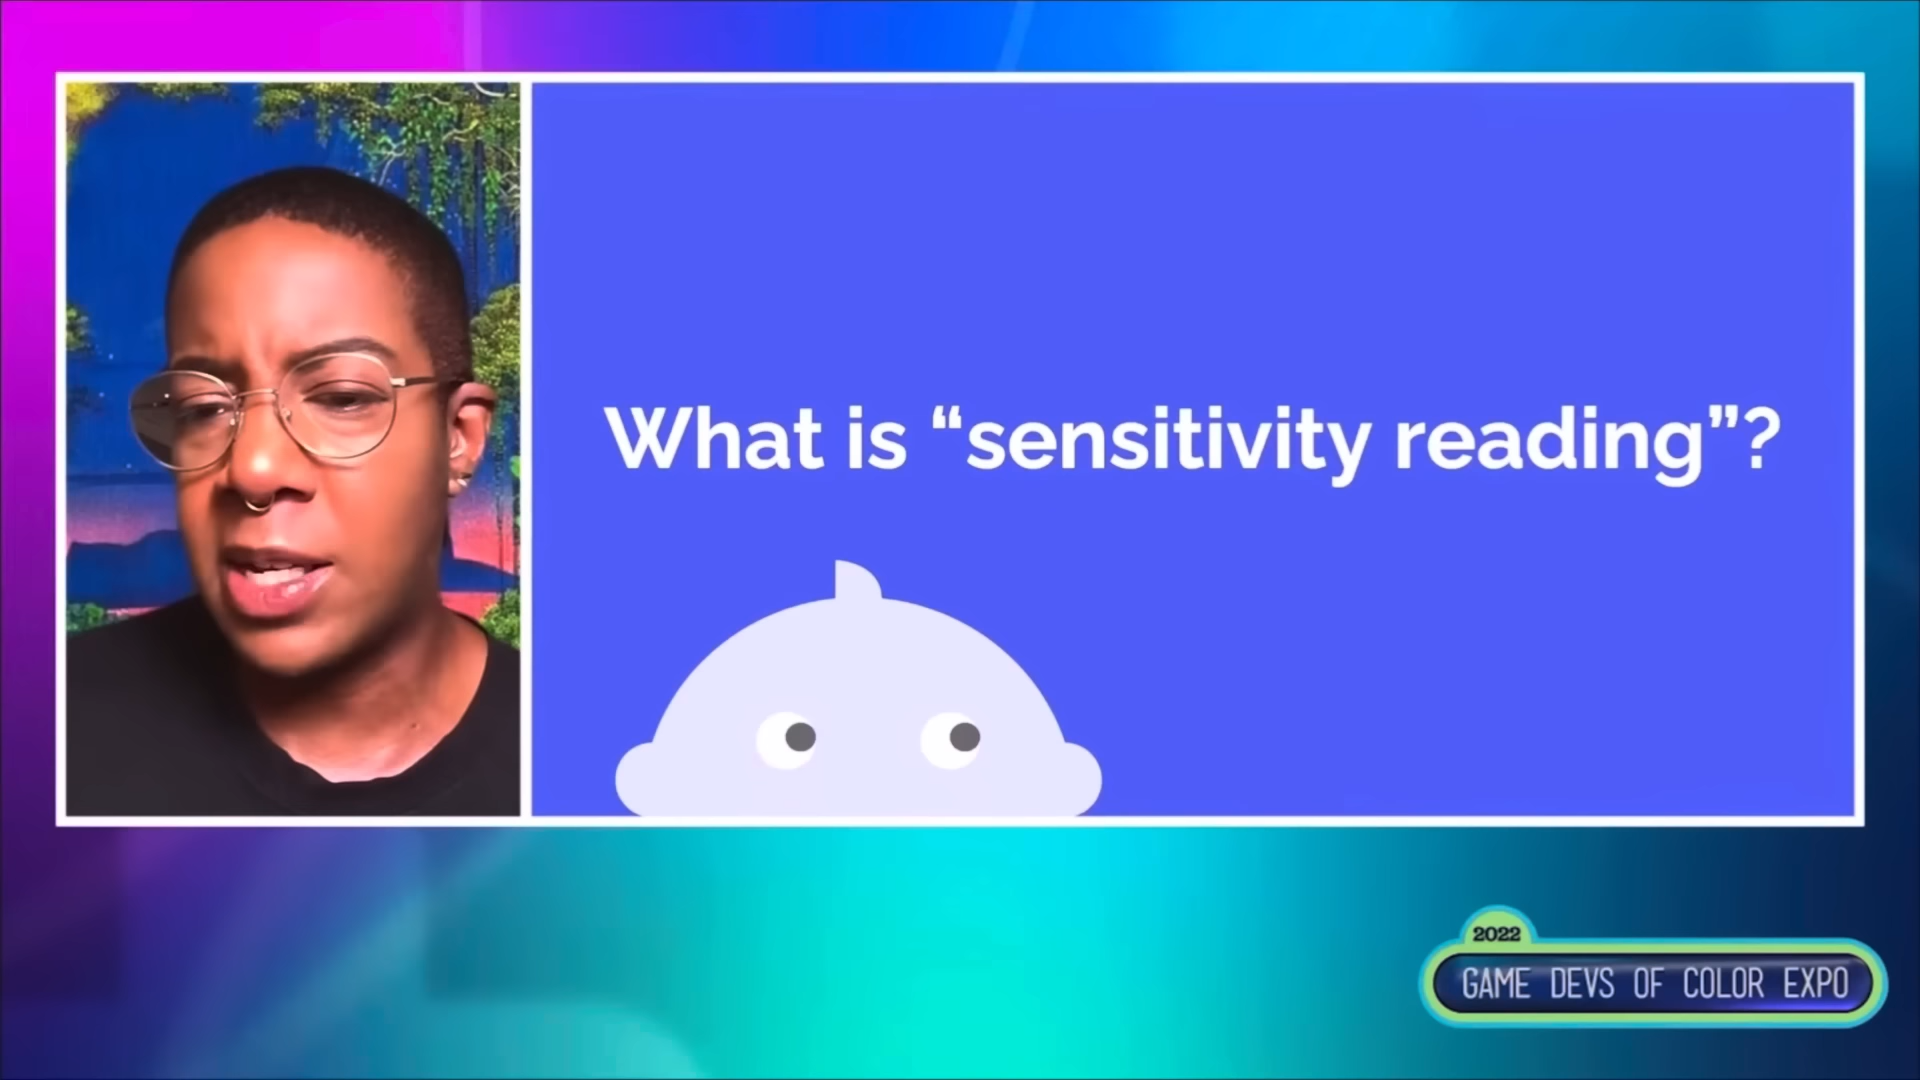 What is “sensitivity reading”?
2022
GAME DEVS OF COLOR EXPO